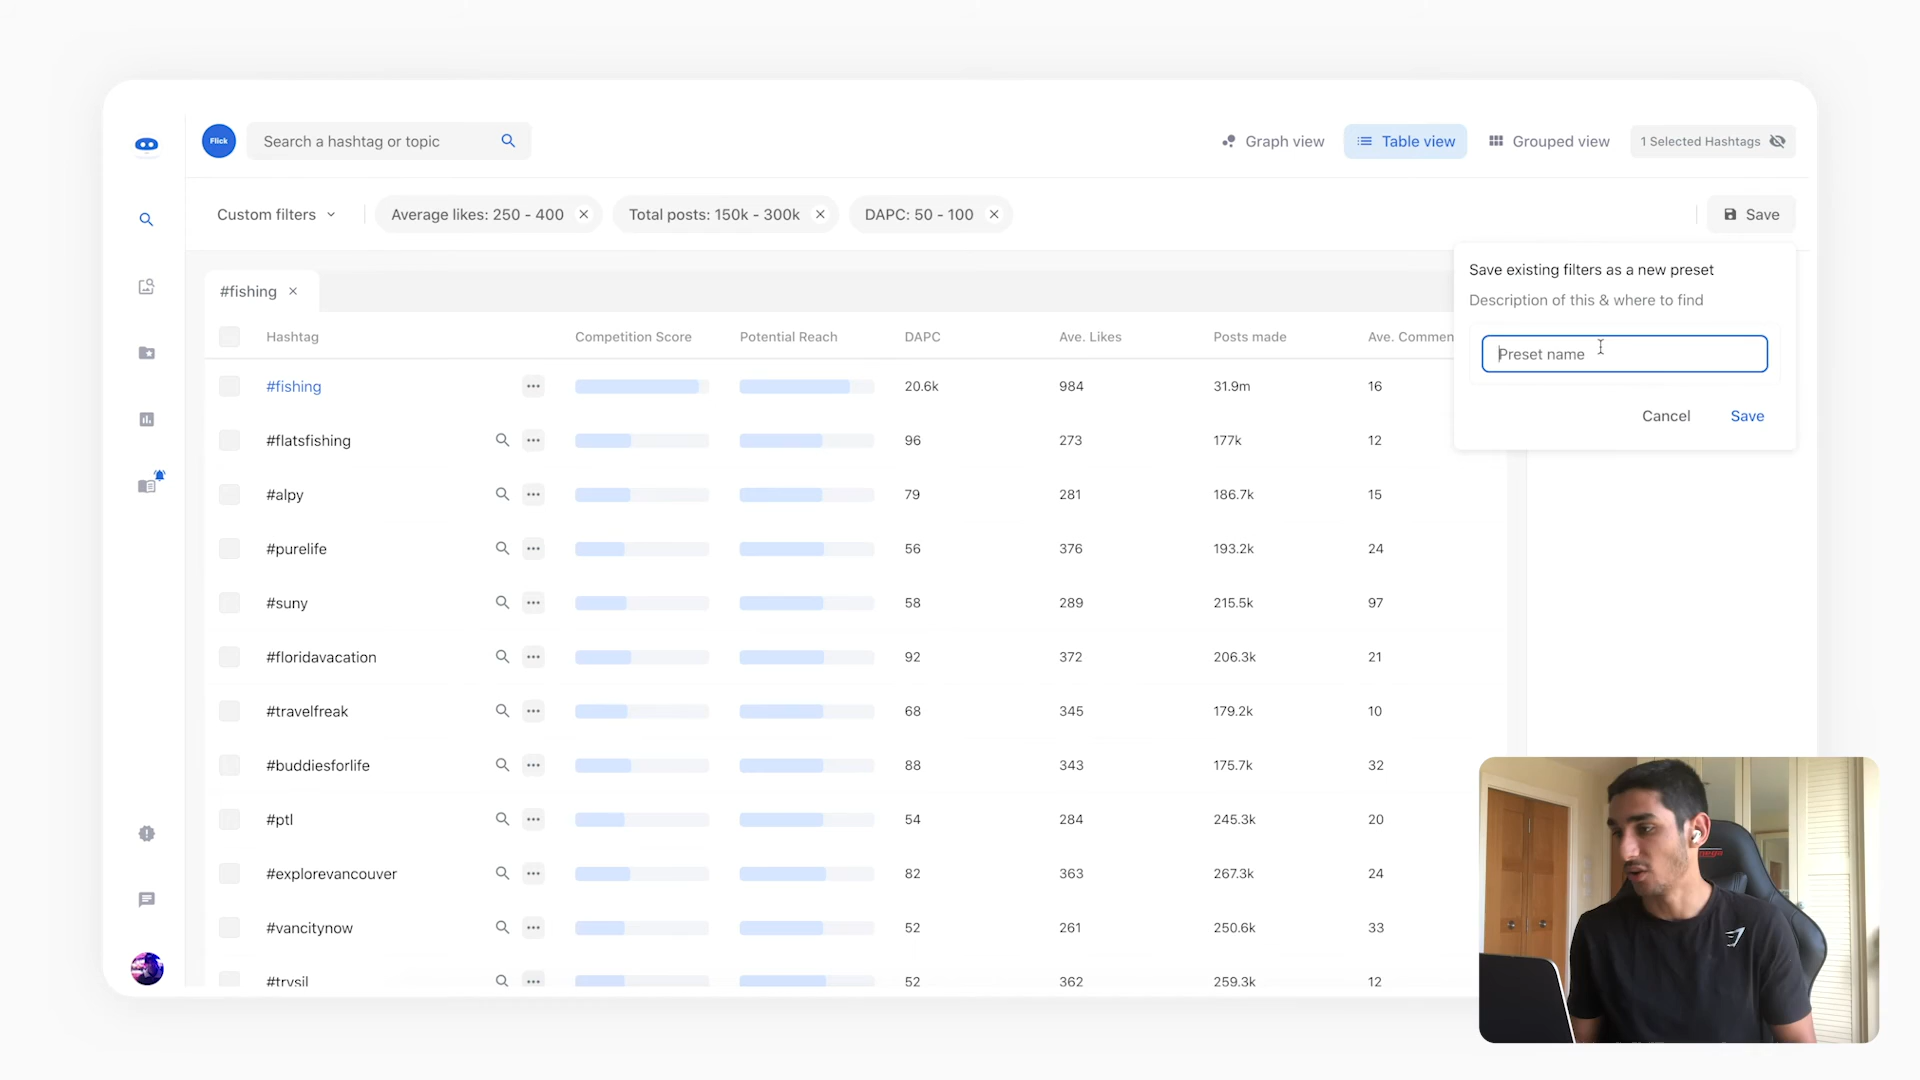 Flick
Search a hashtag or topic
Graph view
Table view
Grouped view
1 Selected Hashtags
Custom filters
Average likes: 250 - 400
Total posts: 150k - 300k
DAPC: 50 - 100
Save
Save existing filters as a new preset
Description of this & where to find
Preset name
Cancel
Save
#fishing
Hashtag Competition Score Potential Reach DAPC Ave. Likes Posts made Ave. Commen
#fishing 20.6k 984 31.9m 16
#flatsfishing 96 273 177k 12
#alpy 79 281 186.7k 15
#purelife 56 376 193.2k 24
#suny 58 289 215.5k 97
#floridavacation 92 372 206.3k 21
#travelfreak 68 345 179.2k 10
#buddiesforlife 88 343 175.7k 32
#ptl 54 284 245.3k 20
#explorevancouver 82 363 267.3k 24
#vancitynow 52 261 250.6k 33
#trysil 52 362 259.3k 12